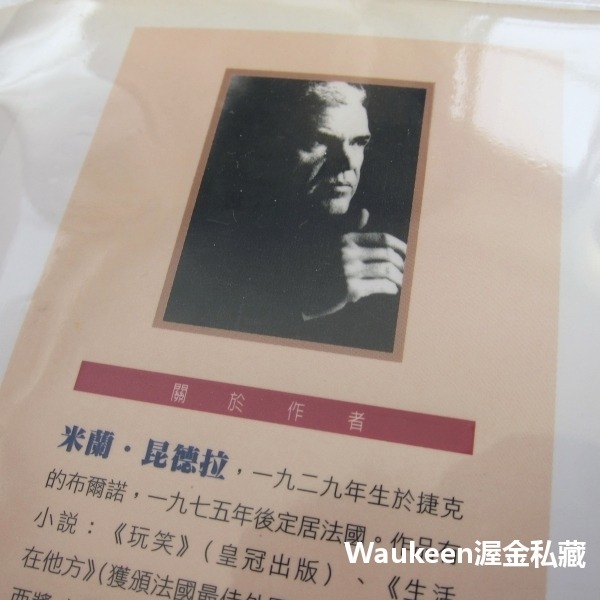 關於作者
米蘭・昆德拉，一九二九年生於捷克
的布爾諾，一九七五年後定居法國。作品有
小說：《玩笑》（皇冠出版）、《生活
在他方》（獲頒法國最佳外國
西獎
Waukeen渥金私藏